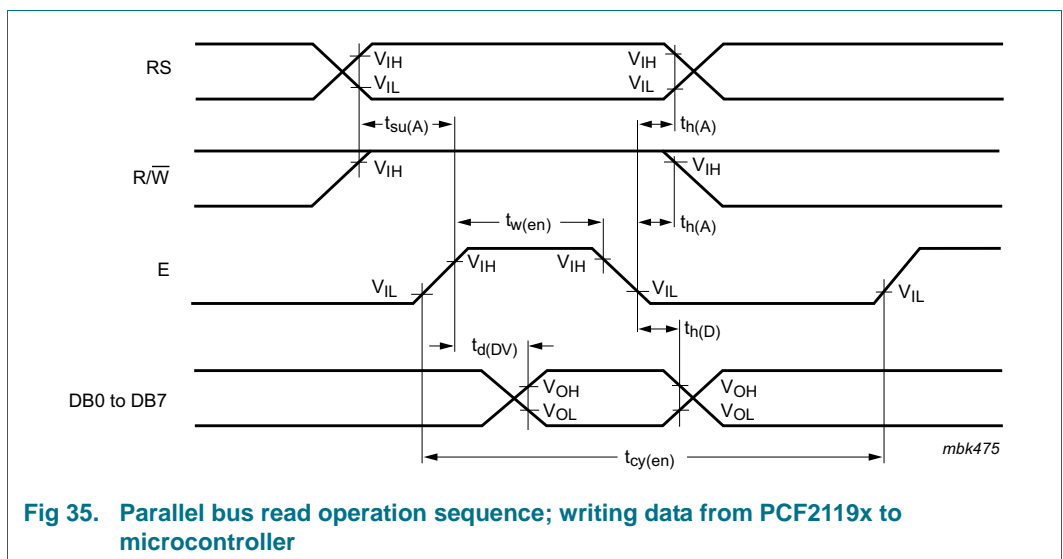 RS
VIH
VIL
VIH
VIL
tsu(A)
th(A)
R/W̅
VIH
VIH
tw(en)
th(A)
E
VIL
VIH
VIH
VIL
VIL
td(DV)
th(D)
DB0 to DB7
VOH
VOL
VOH
VOL
tcy(en)
mbk475
Fig 35. Parallel bus read operation sequence; writing data from PCF2119x to
microcontroller